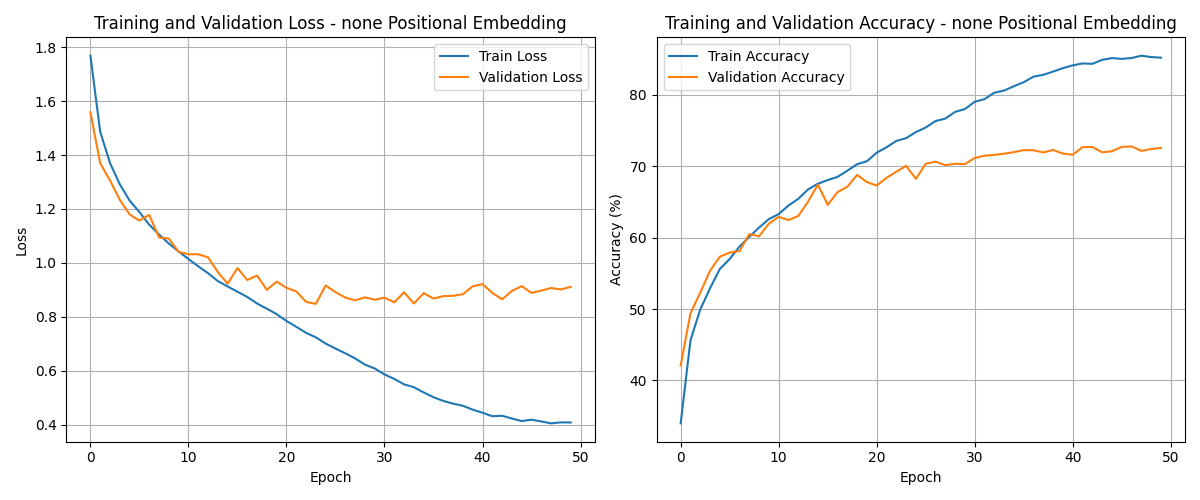 Training and Validation Loss - none Positional Embedding
Train Loss
Validation Loss
1.8
1.6
1.4
1.2
1.0
0.8
0.6
0.4
Loss
0 10 20 30 40 50
Epoch
Training and Validation Accuracy - none Positional Embedding
Train Accuracy
Validation Accuracy
80
70
60
50
40
Accuracy (%)
0 10 20 30 40 50
Epoch